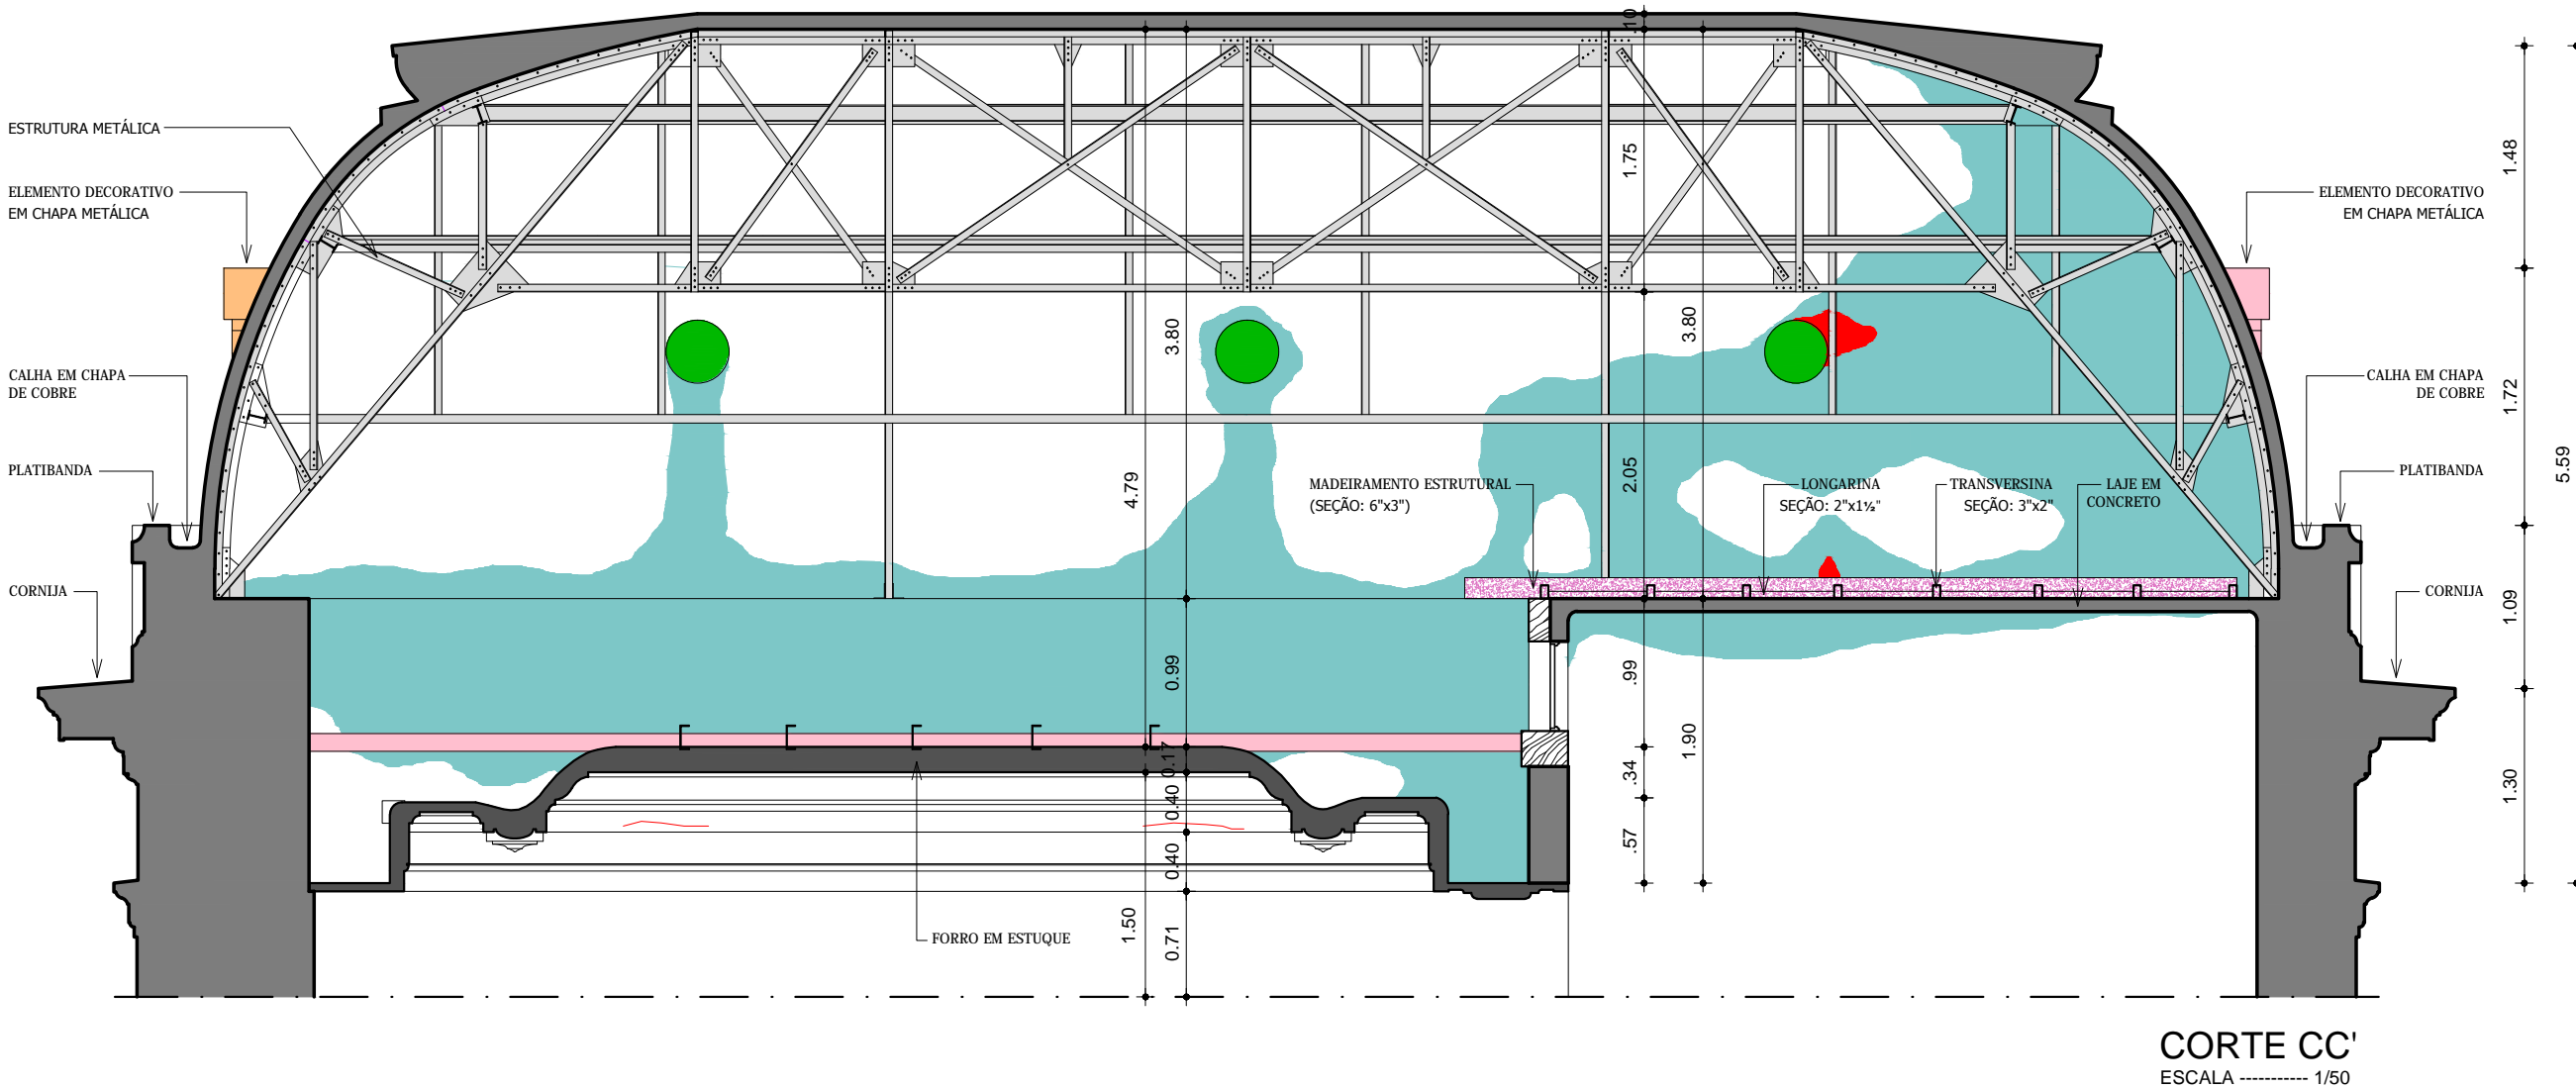 .10
ESTRUTURA METÁLICA
1.75
1.48
ELEMENTO DECORATIVO
EM CHAPA METÁLICA
ELEMENTO DECORATIVO
EM CHAPA METÁLICA
3.80
3.80
CALHA EM CHAPA
DE COBRE
CALHA EM CHAPA
DE COBRE
1.72
PLATIBANDA
4.79
MADEIRAMENTO ESTRUTURAL
(SEÇÃO: 6"x3")
2.05
LONGARINA
SEÇÃO: 2"x1½"
TRANSVERSINA
SEÇÃO: 3"x2"
LAJE EM
CONCRETO
PLATIBANDA
5.59
CORNIJA
CORNIJA
1.09
0.99
.99
1.90
0.17
.34
0.40
1.30
.57
0.40
FORRO EM ESTUQUE
1.50
0.71
CORTE CC'
ESCALA ----------- 1/50